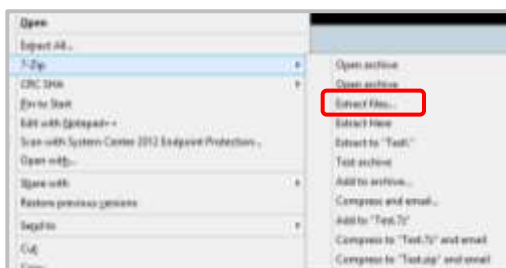 Open
Extract All...
7-Zip
CRC SHA
Pin to Start
Edit with Notepad++
Scan with System Center 2012 Endpoint Protection...
Open with...
Share with
Restore previous versions
Send to
Cut
Copy
Open archive
Open archive
Extract files...
Extract Here
Extract to "Test\"
Test archive
Add to archive...
Compress and email...
Add to "Test.7z"
Compress to "Test.7z" and email
Compress to "Test.zip" and email